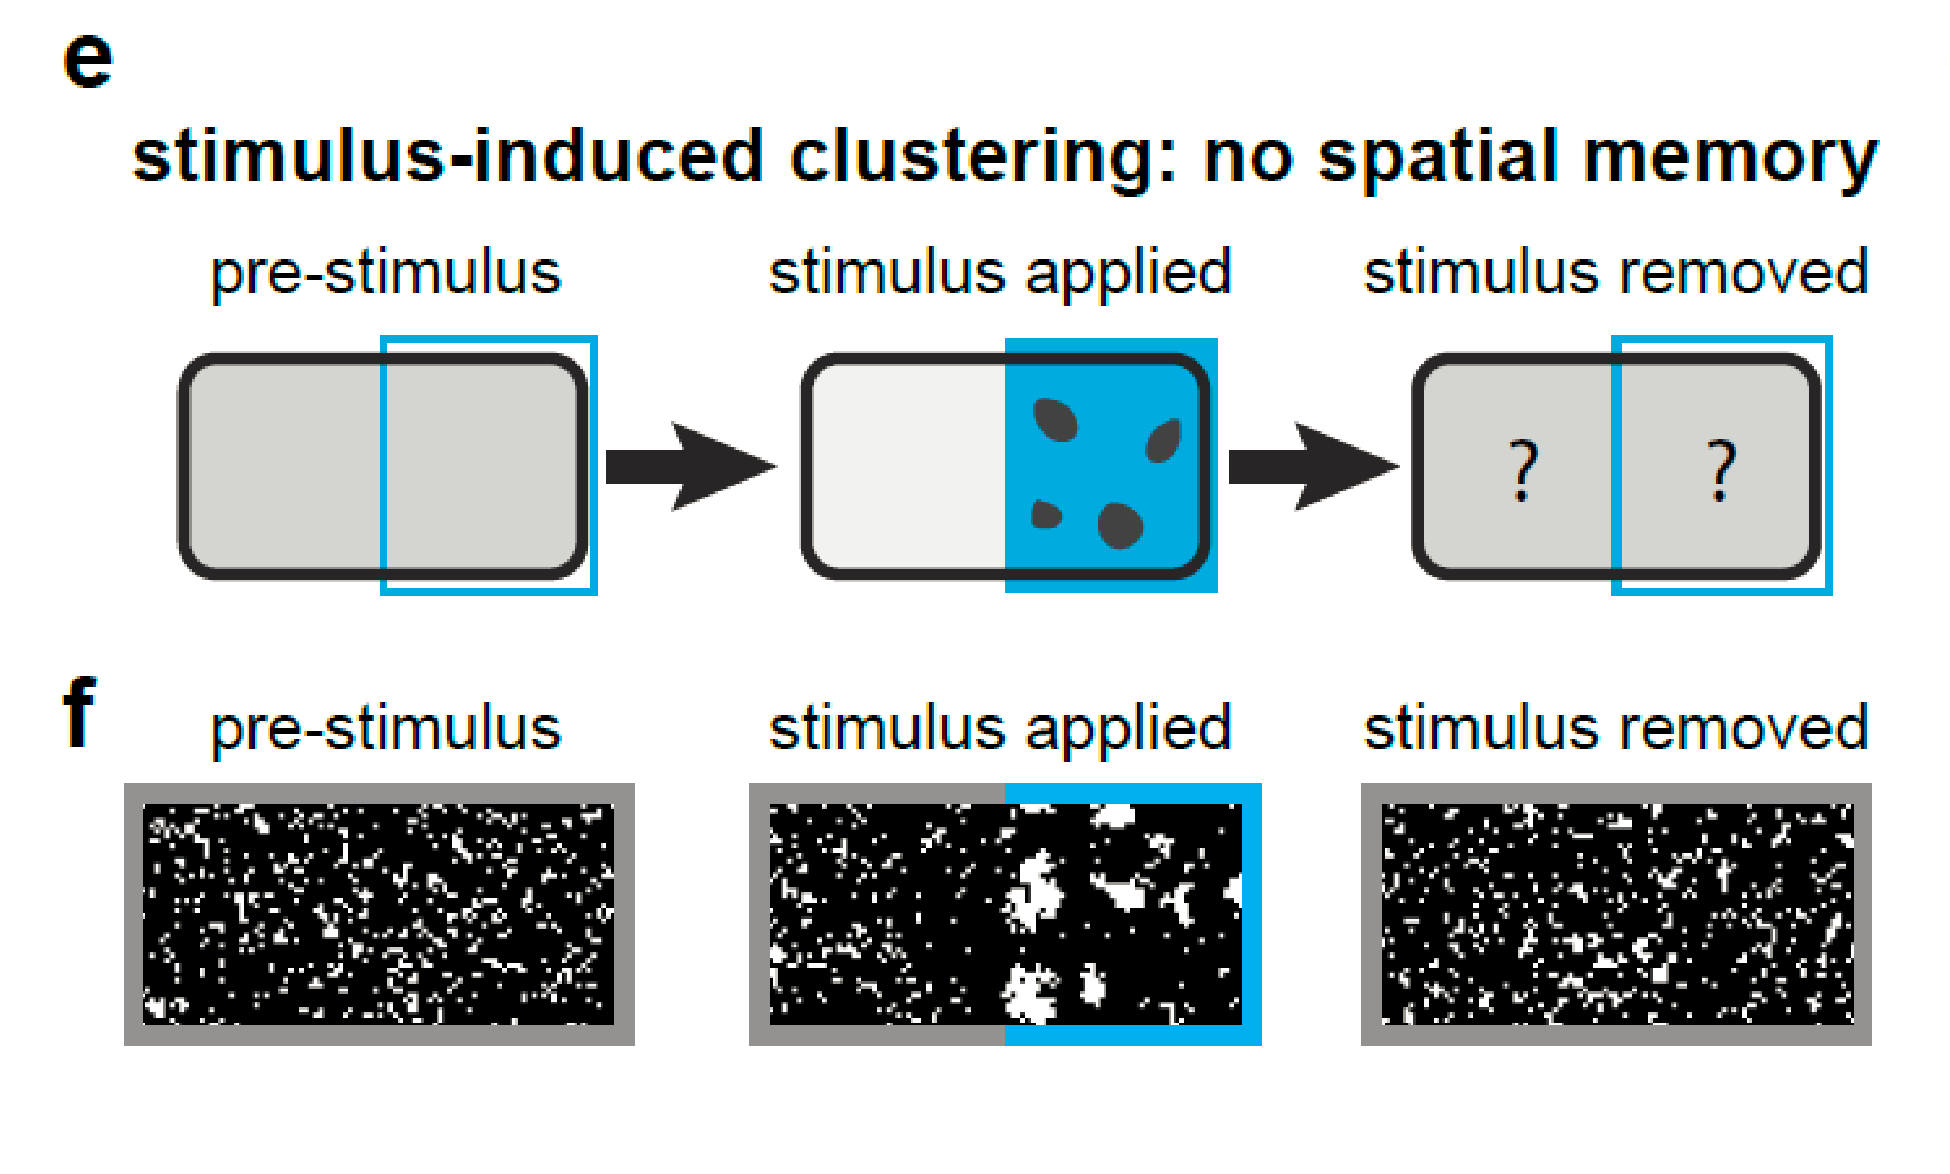 e
stimulus-induced clustering: no spatial memory
pre-stimulus stimulus applied stimulus removed
? ?
f
pre-stimulus stimulus applied stimulus removed